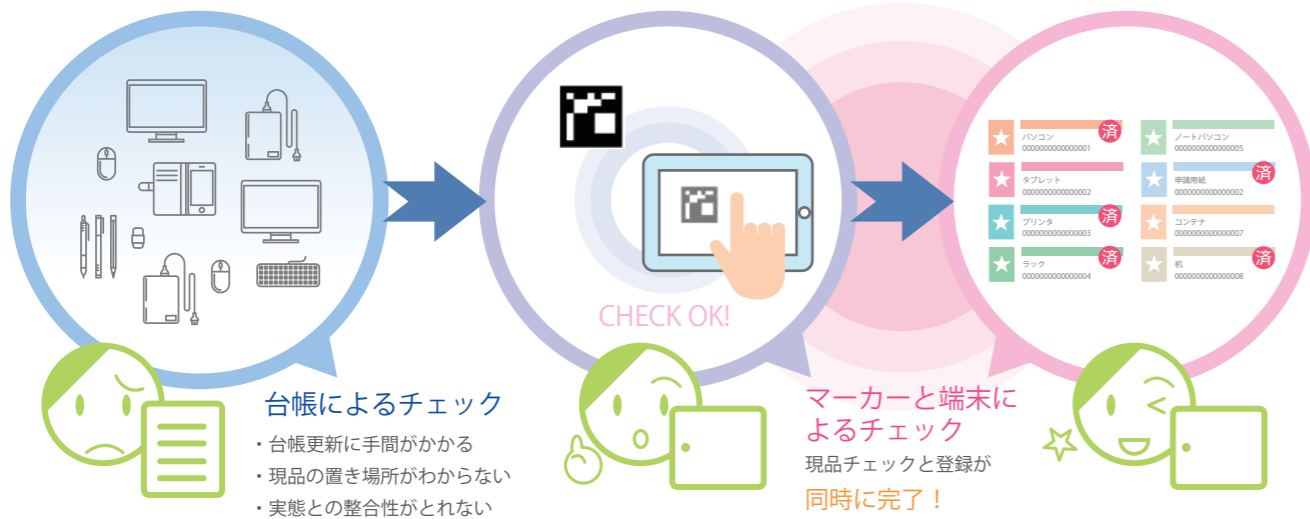 パソコン
0000000000000001
済
タブレット
0000000000000002
プリンタ
0000000000000003
済
ラック
0000000000000004
済
ノートパソコン
0000000000000005
申請用紙
0000000000000002
済
コンテナ
0000000000000007
机
0000000000000008
済
CHECK OK!
台帳によるチェック
・台帳更新に手間がかかる
・現品の置き場所がわからない
・実態との整合性がとれない
マーカーと端末に
よるチェック
現品チェックと登録が
同時に完了！